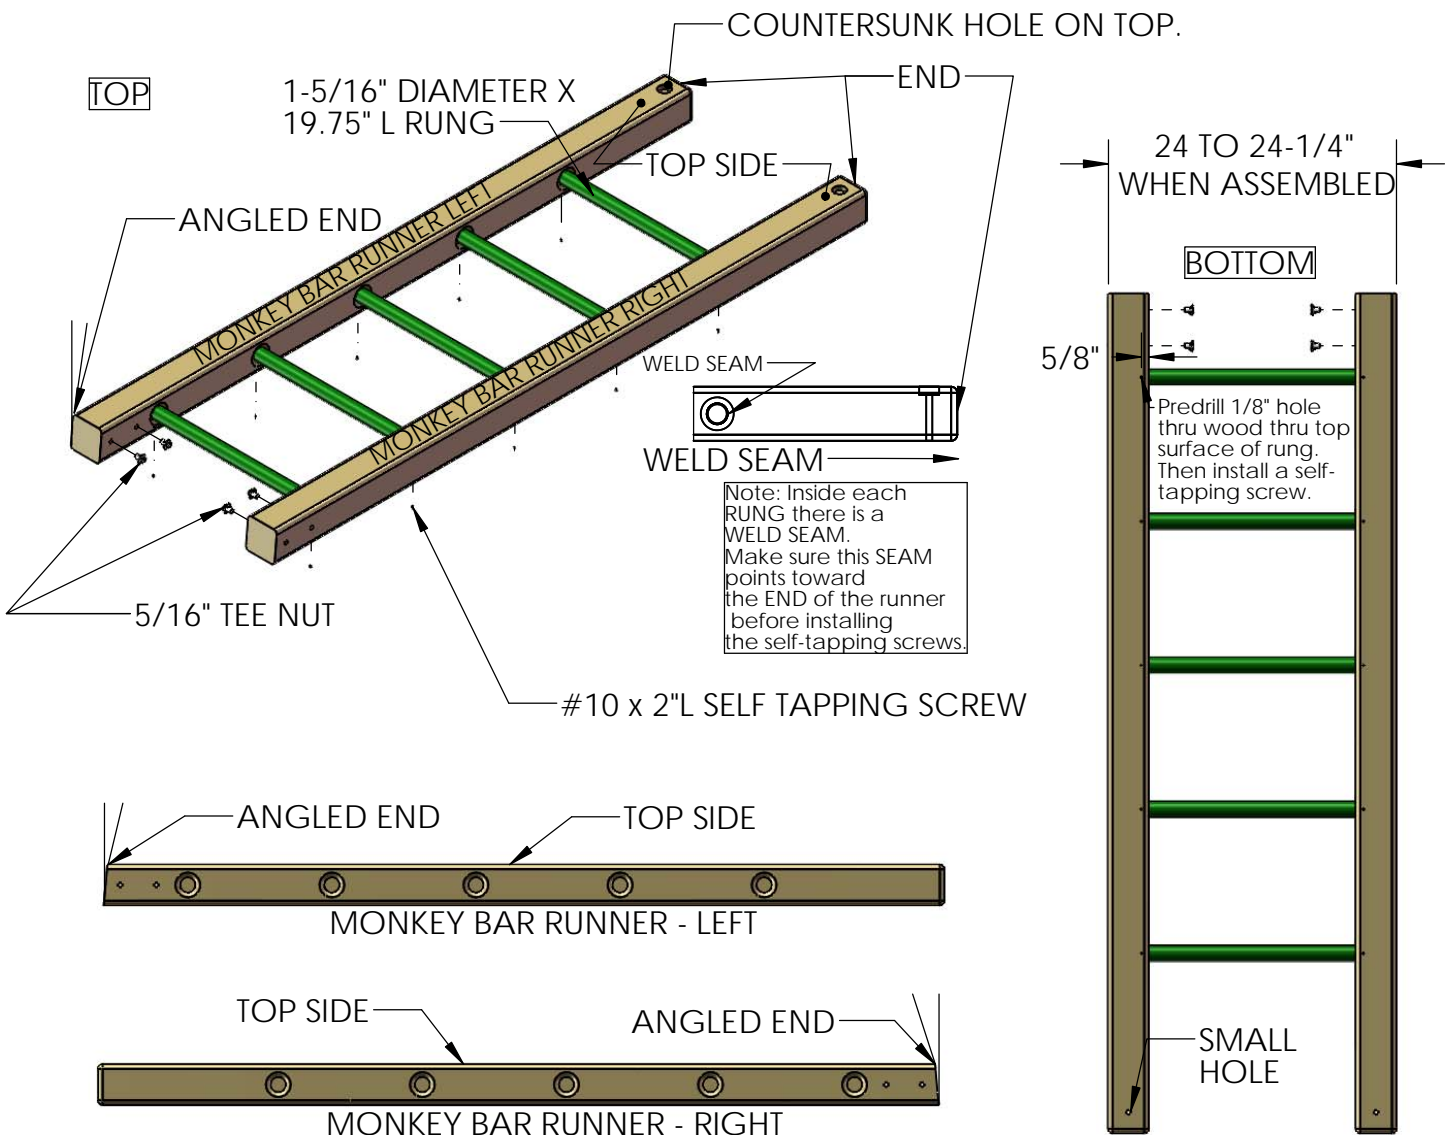 COUNTERSUNK HOLE ON TOP.
TOP
1-5/16" DIAMETER X
19.75" L RUNG
END
TOP SIDE
ANGLED END
MONKEY BAR RUNNER LEFT
MONKEY BAR RUNNER RIGHT
24 TO 24-1/4"
WHEN ASSEMBLED
BOTTOM
5/8"
Predrill 1/8" hole
thru wood thru top
surface of rung.
Then install a self-
tapping screw.
WELD SEAM
WELD SEAM
Note: Inside each
RUNG there is a
WELD SEAM.
Make sure this SEAM
points toward
the END of the runner
before installing
the self-tapping screws.
5/16" TEE NUT
#10 x 2"L SELF TAPPING SCREW
ANGLED END
TOP SIDE
MONKEY BAR RUNNER - LEFT
TOP SIDE
ANGLED END
MONKEY BAR RUNNER - RIGHT
SMALL
HOLE